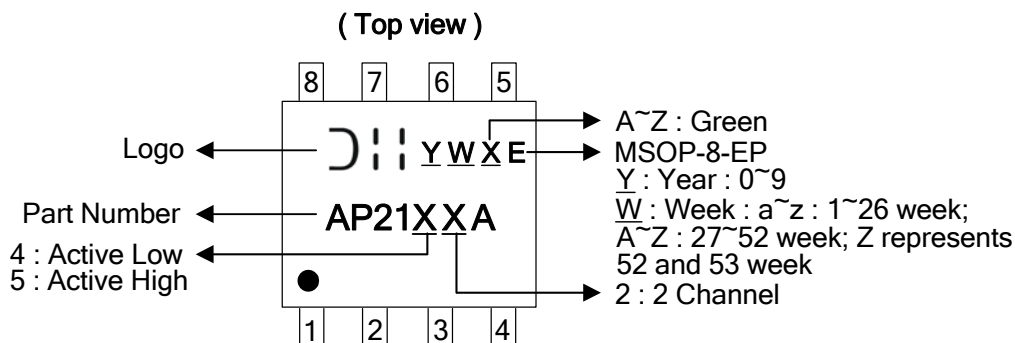 ( Top view )
8 7 6 5
Logo
Y W X E
A~Z : Green
MSOP-8-EP
Y : Year : 0~9
W : Week : a~z : 1~26 week;
A~Z : 27~52 week; Z represents
52 and 53 week
2 : 2 Channel
Part Number
AP21XXA
4 : Active Low
5 : Active High
1 2 3 4